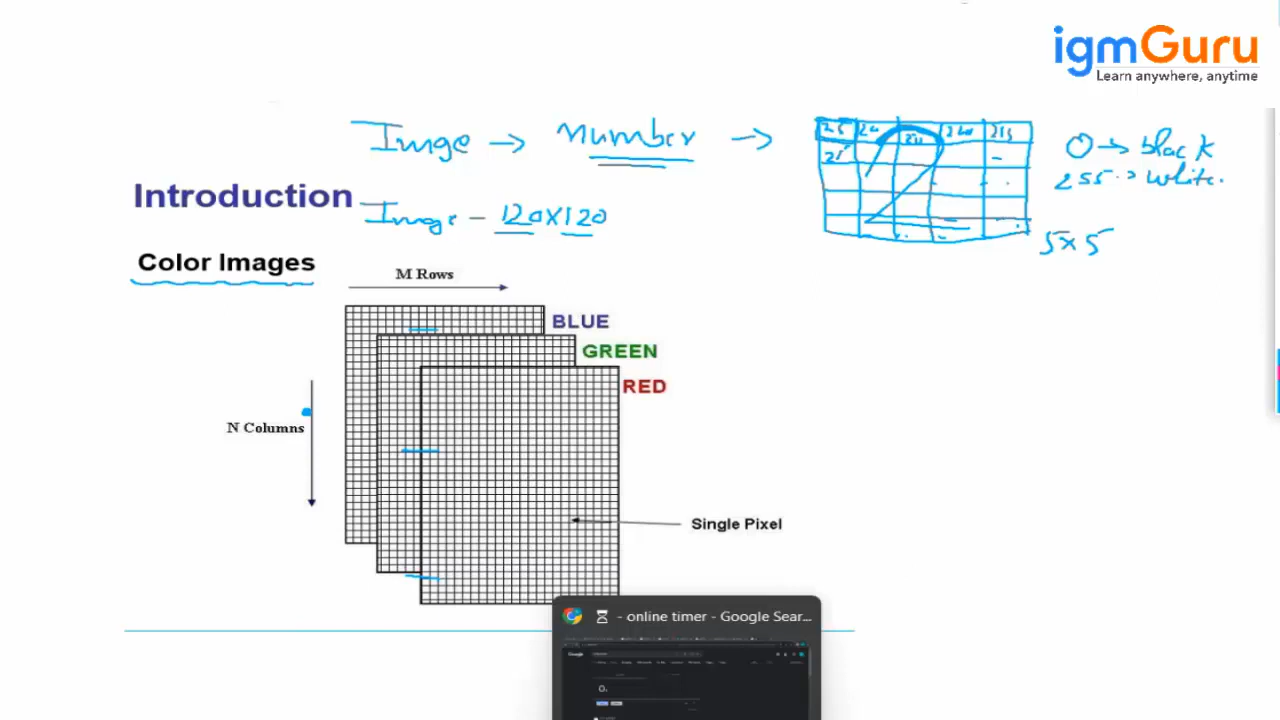 igmGuru
Learn anywhere, anytime
Image → Number →
0 → black
255 → white.
5x5
Introduction
Image - 120x120
Color Images
M Rows
BLUE
GREEN
RED
N Columns
Single Pixel
- online timer - Google Sear...